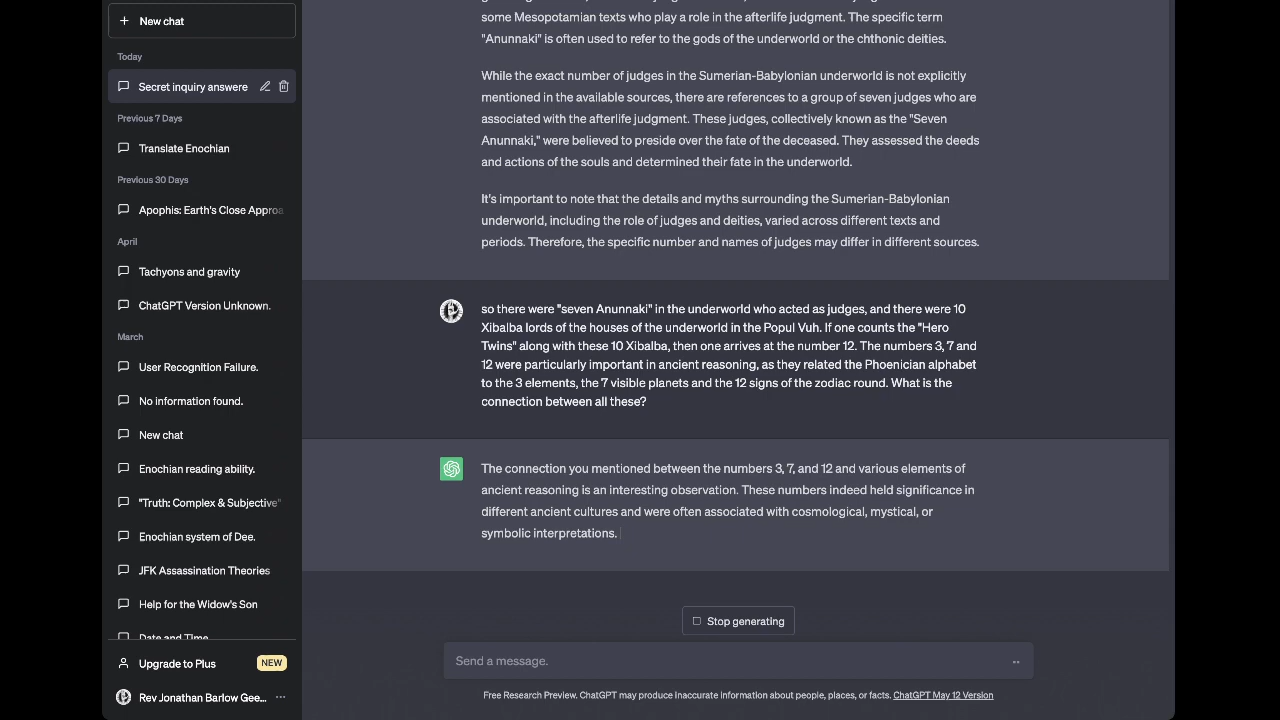 New chat
Today
Secret inquiry answere
Previous 7 Days
Translate Enochian
Previous 30 Days
Apophis: Earth's Close Approa
April
Tachyons and gravity
ChatGPT Version Unknown.
March
User Recognition Failure.
No information found.
New chat
Enochian reading ability.
"Truth: Complex & Subjective"
Enochian system of Dee.
JFK Assassination Theories
Help for the Widow's Son
Date and Time
Upgrade to Plus NEW
Rev Jonathan Barlow Gee...
some Mesopotamian texts who play a role in the afterlife judgment. The specific term
"Anunnaki" is often used to refer to the gods of the underworld or the chthonic deities.
While the exact number of judges in the Sumerian-Babylonian underworld is not explicitly
mentioned in the available sources, there are references to a group of seven judges who are
associated with the afterlife judgment. These judges, collectively known as the "Seven
Anunnaki," were believed to preside over the fate of the deceased. They assessed the deeds
and actions of the souls and determined their fate in the underworld.
It's important to note that the details and myths surrounding the Sumerian-Babylonian
underworld, including the role of judges and deities, varied across different texts and
periods. Therefore, the specific number and names of judges may differ in different sources.
so there were "seven Anunnaki" in the underworld who acted as judges, and there were 10
Xibalba lords of the houses of the underworld in the Popul Vuh. If one counts the "Hero
Twins" along with these 10 Xibalba, then one arrives at the number 12. The numbers 3, 7 and
12 were particularly important in ancient reasoning, as they related the Phoenician alphabet
to the 3 elements, the 7 visible planets and the 12 signs of the zodiac round. What is the
connection between all these?
The connection you mentioned between the numbers 3, 7, and 12 and various elements of
ancient reasoning is an interesting observation. These numbers indeed held significance in
different ancient cultures and were often associated with cosmological, mystical, or
symbolic interpretations.
Stop generating
Send a message.
Free Research Preview. ChatGPT may produce inaccurate information about people, places, or facts. ChatGPT May 12 Version